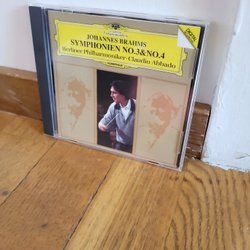 JOHANNES BRAHMS
SYMPHONIEN NO.3&NO.4
Berliner Philharmoniker·Claudio Abbado